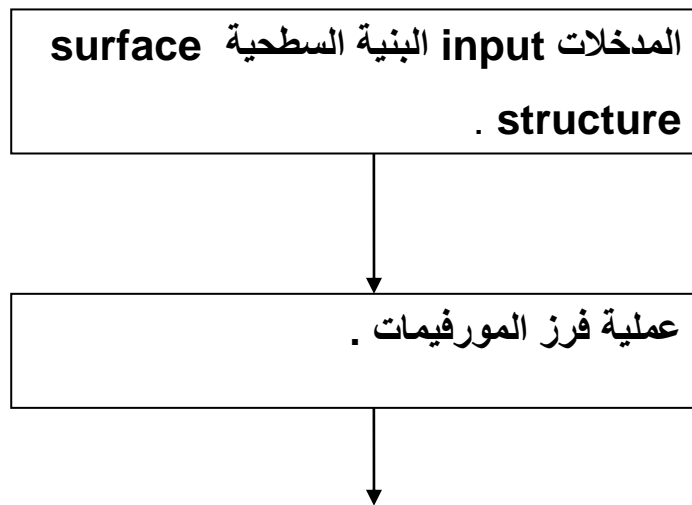 المدخلات input البنية السطحية surface
structure .
عملية فرز المورفيمات .